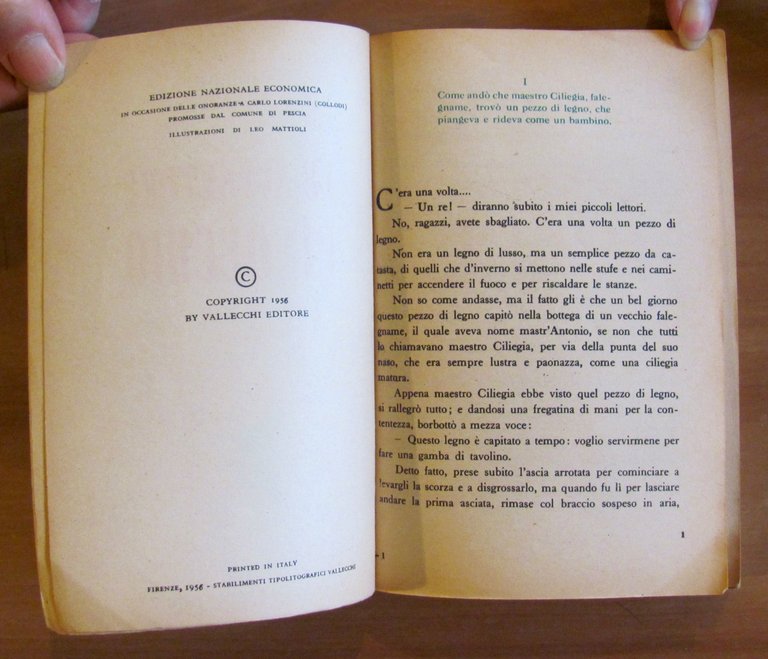 EDIZIONE NAZIONALE ECONOMICA
IN OCCASIONE DELLE ONORANZE A CARLO LORENZINI (COLLODI)
PROMOSSE DAL COMUNE DI PESCIA
ILLUSTRAZIONI DI LEO MATTIOLI
©
COPYRIGHT 1956
BY VALLECCHI EDITORE
PRINTED IN ITALY
FIRENZE, 1956 - STABILIMENTI TIPOLITOGRAFICI VALLECCHI
I
Come andò che maestro Ciliegia, fale-
gname, trovò un pezzo di legno, che
piangeva e rideva come un bambino.
C'era una volta....
— Un re! — diranno subito i miei piccoli lettori.
No, ragazzi, avete sbagliato. C'era una volta un pezzo di
legno.
Non era un legno di lusso, ma un semplice pezzo da ca-
tasta, di quelli che d'inverno si mettono nelle stufe e nei cami-
netti per accendere il fuoco e per riscaldare le stanze.
Non so come andasse, ma il fatto gli è che un bel giorno
questo pezzo di legno capitò nella bottega di un vecchio fale-
gname, il quale aveva nome mastr'Antonio, se non che tutti
lo chiamavano maestro Ciliegia, per via della punta del suo
naso, che era sempre lustra e paonazza, come una ciliegia
matura.
Appena maestro Ciliegia ebbe visto quel pezzo di legno,
si rallegrò tutto; e dandosi una fregatina di mani per la con-
tentezza, borbottò a mezza voce:
— Questo legno è capitato a tempo: voglio servirmene per
fare una gamba di tavolino.
Detto fatto, prese subito l'ascia arrotata per cominciare a
levargli la scorza e a disgrossarlo, ma quando fu lì per lasciare
andare la prima asciata, rimase col braccio sospeso in aria,
1
- 1